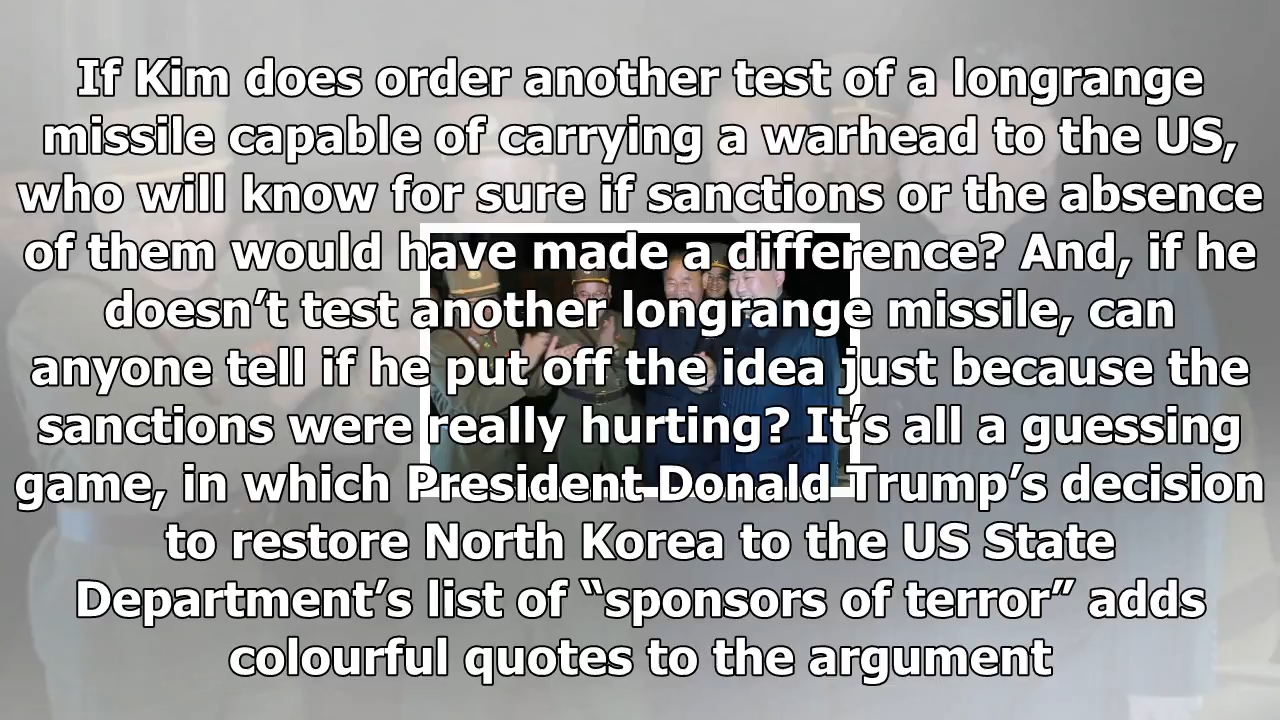 If Kim does order another test of a longrange
missile capable of carrying a warhead to the US,
who will know for sure if sanctions or the absence
of them would have made a difference? And, if he
doesn’t test another longrange missile, can
anyone tell if he put off the idea just because the
sanctions were really hurting? It’s all a guessing
game, in which President Donald Trump’s decision
to restore North Korea to the US State
Department’s list of “sponsors of terror” adds
colourful quotes to the argument